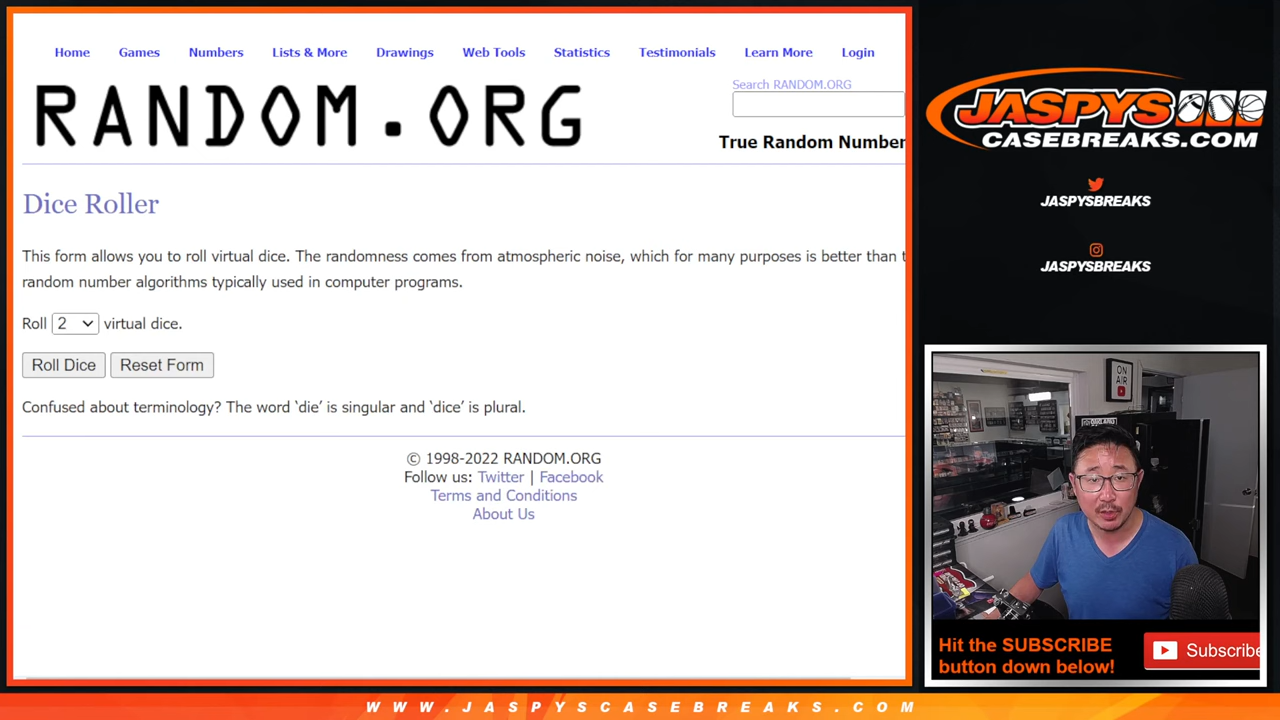 Home Games Numbers Lists & More Drawings Web Tools Statistics Testimonials Learn More Login
Search RANDOM.ORG
RANDOM.ORG
True Random Number
Dice Roller
This form allows you to roll virtual dice. The randomness comes from atmospheric noise, which for many purposes is better than t
random number algorithms typically used in computer programs.
Roll 2 virtual dice.
Roll Dice Reset Form
Confused about terminology? The word ‘die’ is singular and ‘dice’ is plural.
© 1998-2022 RANDOM.ORG
Follow us: Twitter | Facebook
Terms and Conditions
About Us
JASPYS
CASEBREAKS.COM
JASPYSBREAKS
JASPYSBREAKS
ON
AIR
Hit the SUBSCRIBE
button down below!
Subscribe
WWW.JASPYSCASEBREAKS.COM